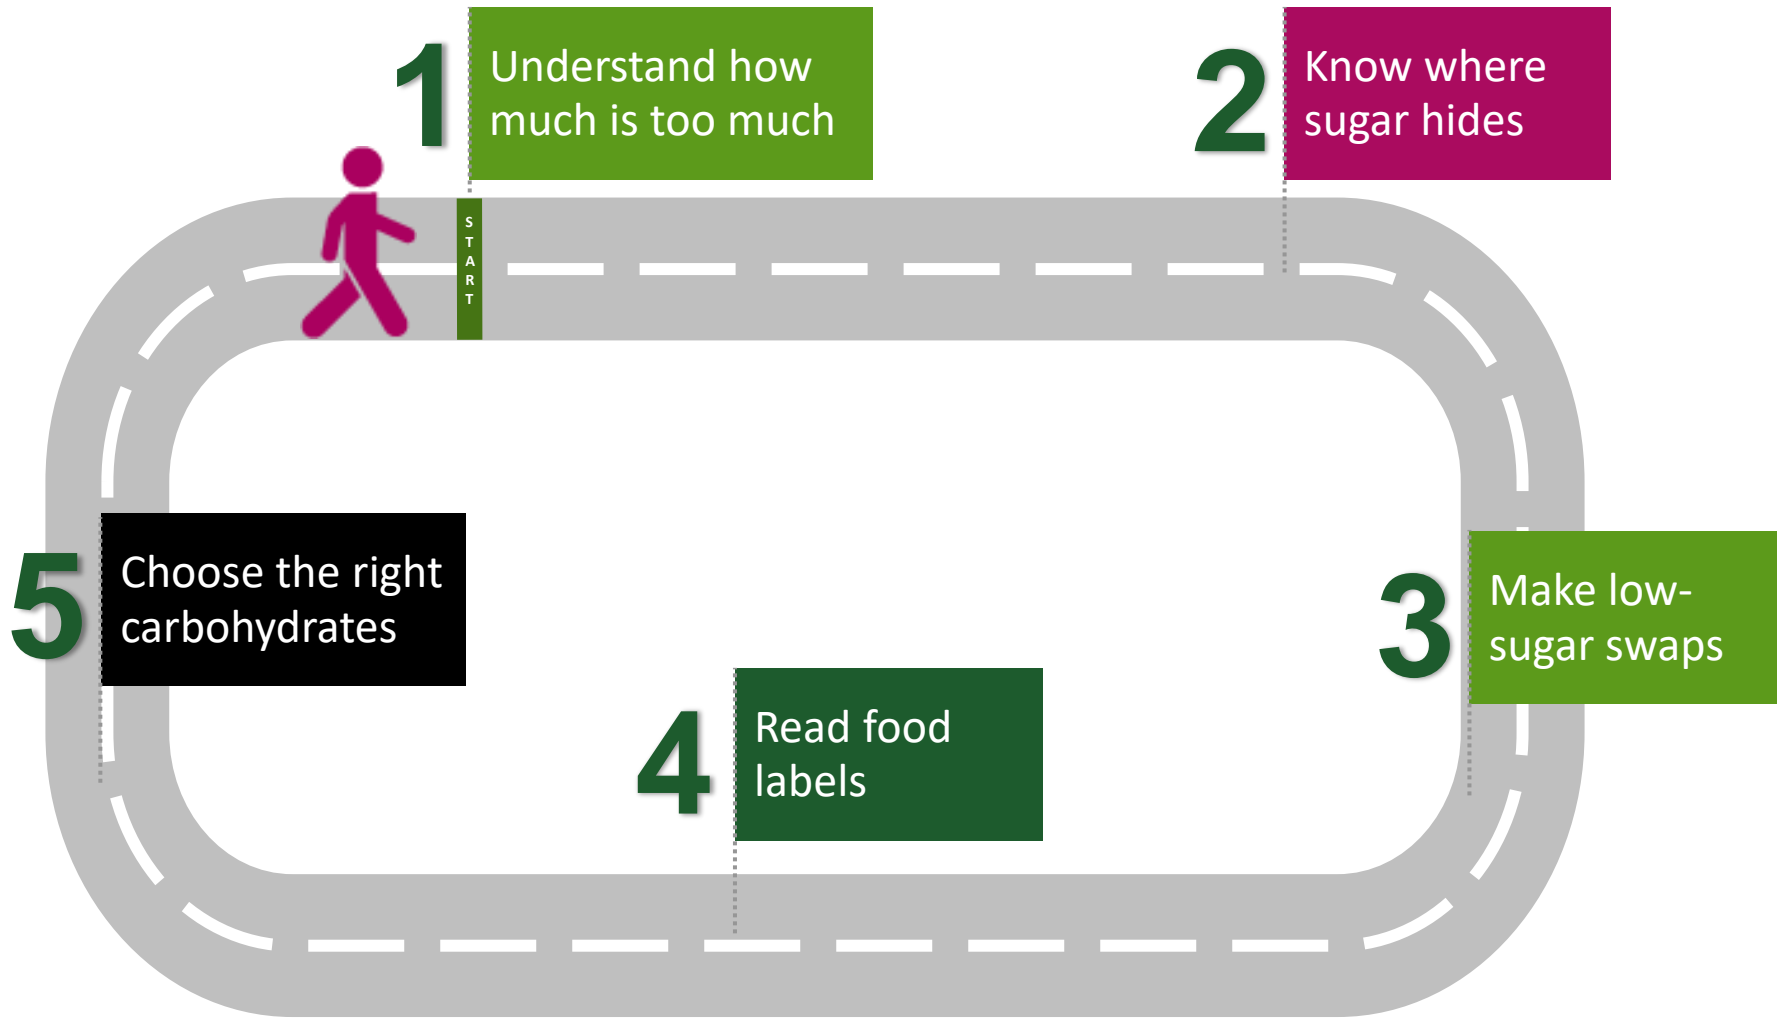 1
Understand how
much is too much
2
Know where
sugar hides
START
3
Make low-
sugar swaps
4
Read food
labels
5
Choose the right
carbohydrates